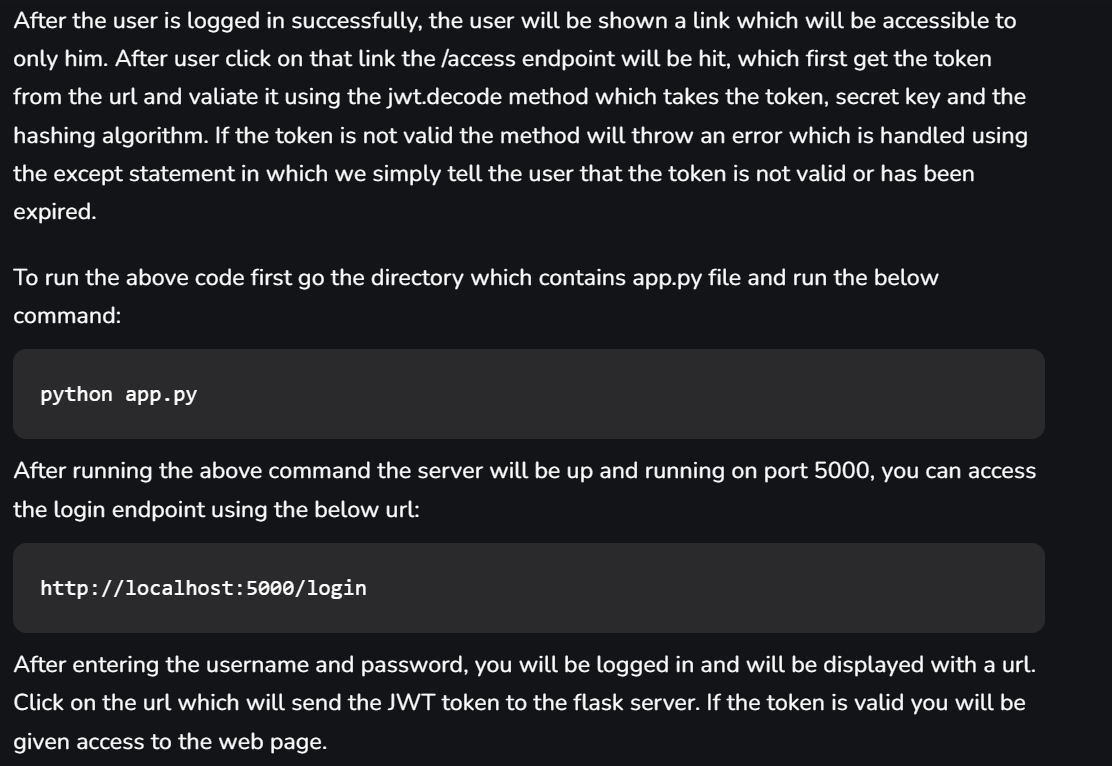 After the user is logged in successfully, the user will be shown a link which will be accessible to
only him. After user click on that link the /access endpoint will be hit, which first get the token
from the url and valiate it using the jwt.decode method which takes the token, secret key and the
hashing algorithm. If the token is not valid the method will throw an error which is handled using
the except statement in which we simply tell the user that the token is not valid or has been
expired.
To run the above code first go the directory which contains app.py file and run the below
command:
python app.py
After running the above command the server will be up and running on port 5000, you can access
the login endpoint using the below url:
http://localhost:5000/login
After entering the username and password, you will be logged in and will be displayed with a url.
Click on the url which will send the JWT token to the flask server. If the token is valid you will be
given access to the web page.